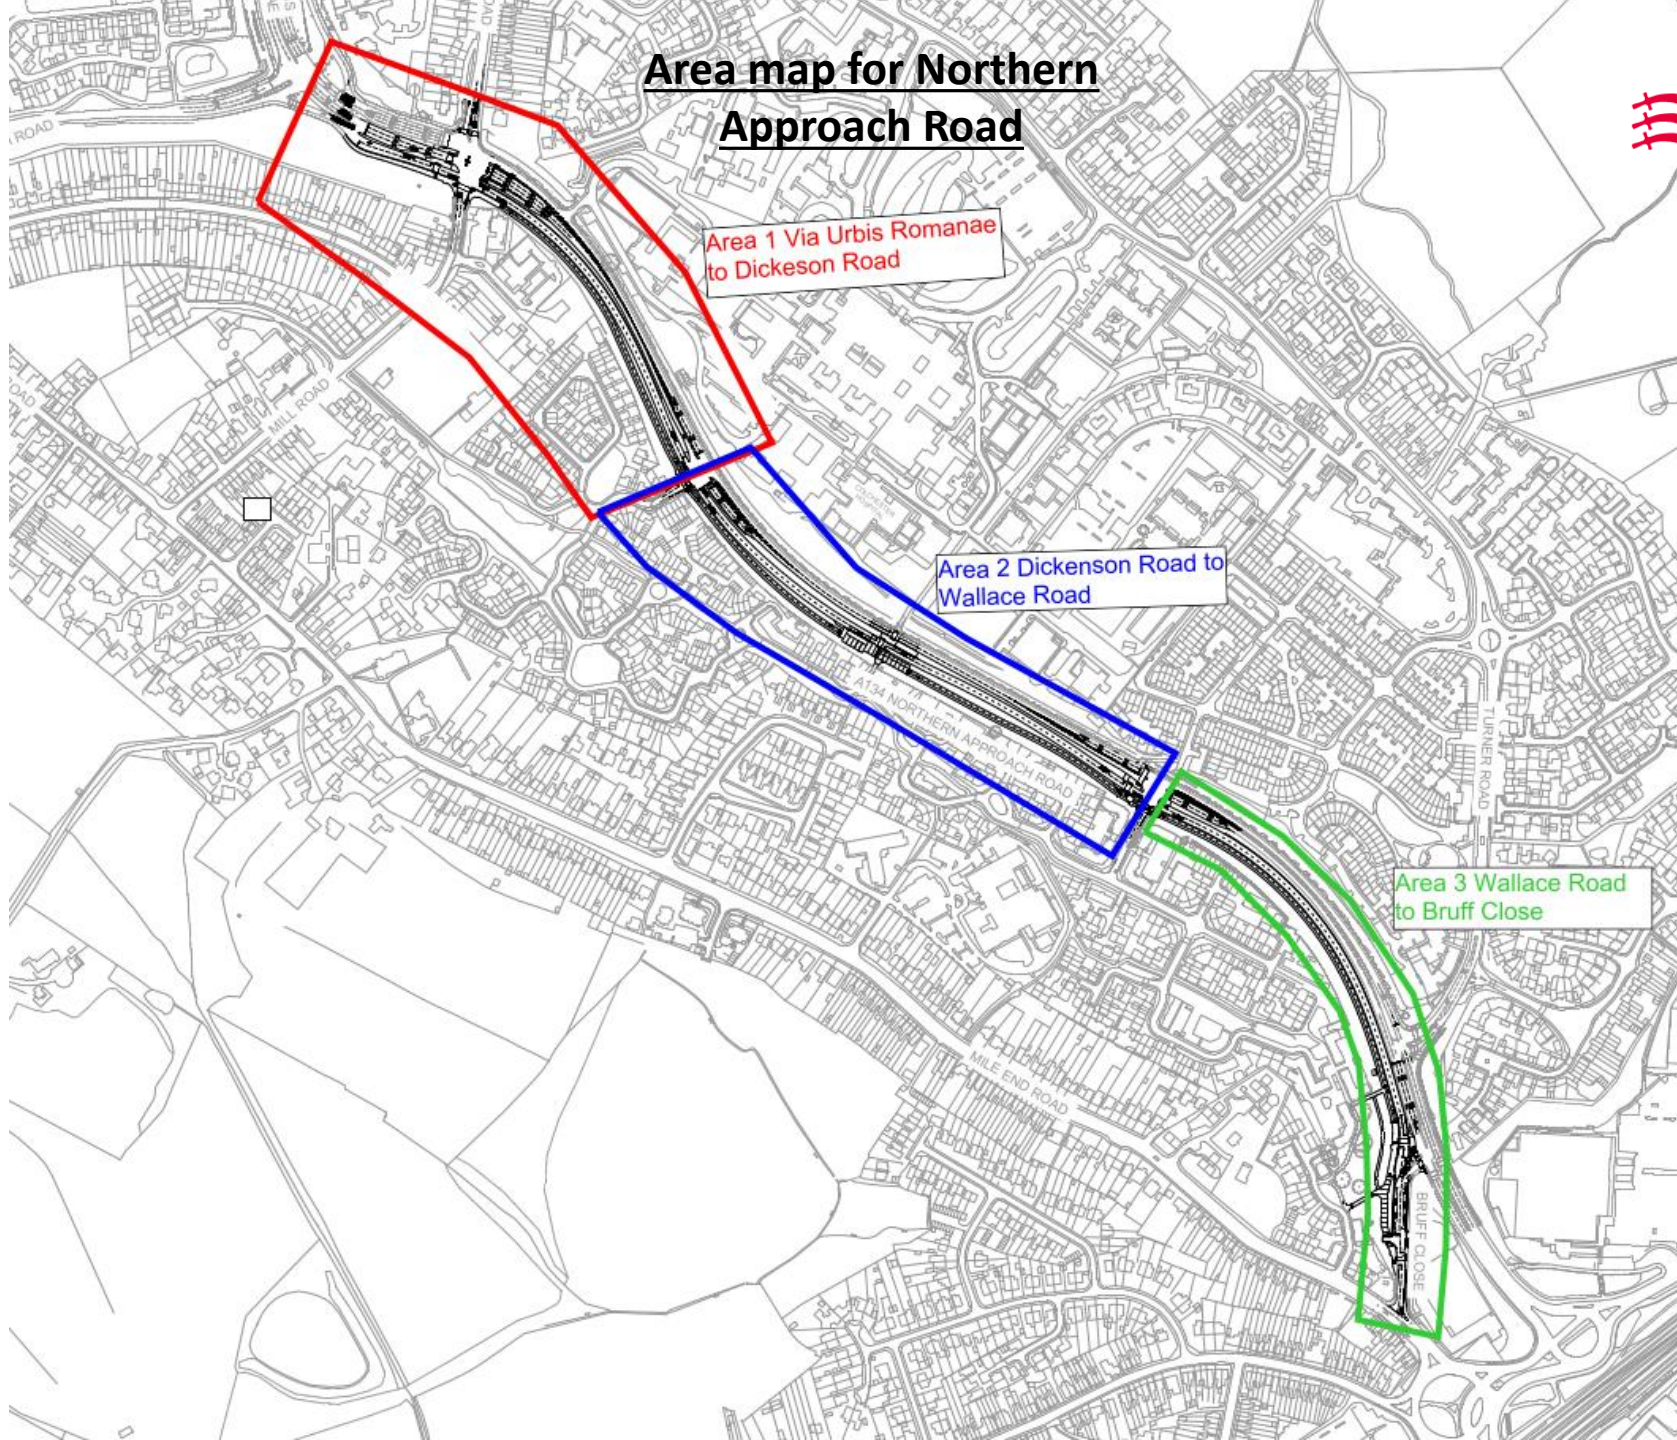 Area map for Northern
Approach Road
ROAD
ROAD
Area 1 Via Urbis Romanae
to Dickeson Road
ROAD
MILL ROAD
Area 2 Dickenson Road to
Wallace Road
A134 NORTHERN APPROACH ROAD
TURNER ROAD
Area 3 Wallace Road
to Bruff Close
MILE END ROAD
BRUFF CLOSE